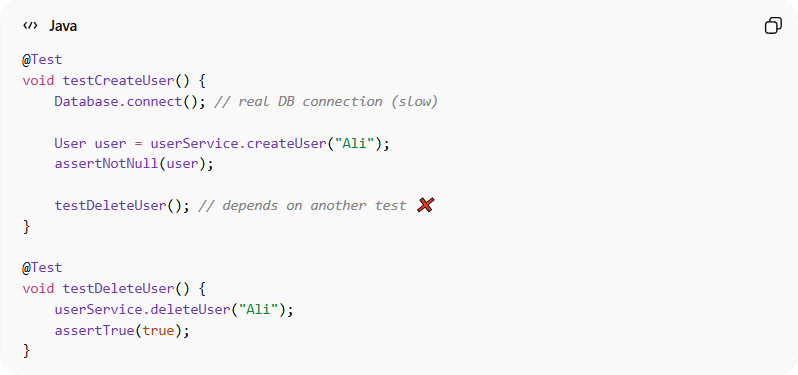 </> Java
@Test
void testCreateUser() {
    Database.connect(); // real DB connection (slow)

    User user = userService.createUser("Ali");
    assertNotNull(user);

    testDeleteUser(); // depends on another test ❌
}

@Test
void testDeleteUser() {
    userService.deleteUser("Ali");
    assertTrue(true);
}